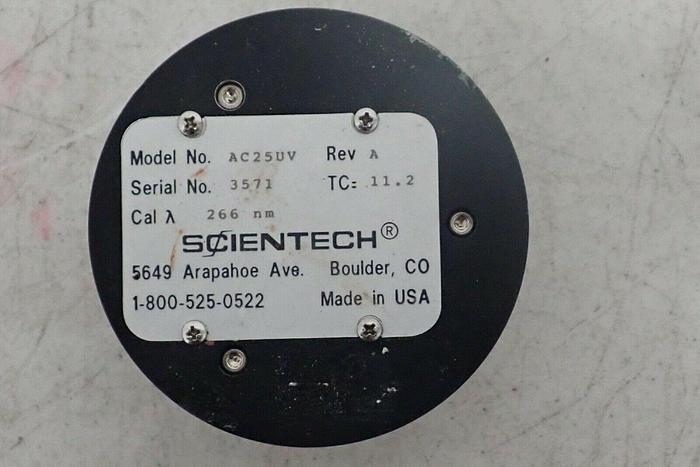 Model No. AC25UV Rev A
Serial No. 3571 TC= 11.2
Cal λ 266 nm
SCIENTECH®
5649 Arapahoe Ave. Boulder, CO
1-800-525-0522 Made in USA